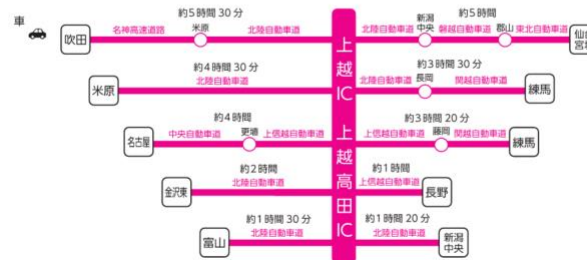 車
約5時間30分
吹田 名神高速道路 米原 北陸自動車道
約5時間
北陸自動車道 新潟中央 磐越自動車道 郡山 東北自動車道
約4時間30分
米原 北陸自動車道
約3時間30分
北陸自動車道 長岡 関越自動車道 練馬
約4時間
名古屋 中央自動車道 更埴 上信越自動車道
約3時間20分
上信越自動車道 藤岡 関越自動車道 練馬
約2時間
金沢東 北陸自動車道
約1時間
上信越自動車道 長野
約1時間30分
富山 北陸自動車道
約1時間20分
北陸自動車道 新潟中央
上越IC 上越高田IC